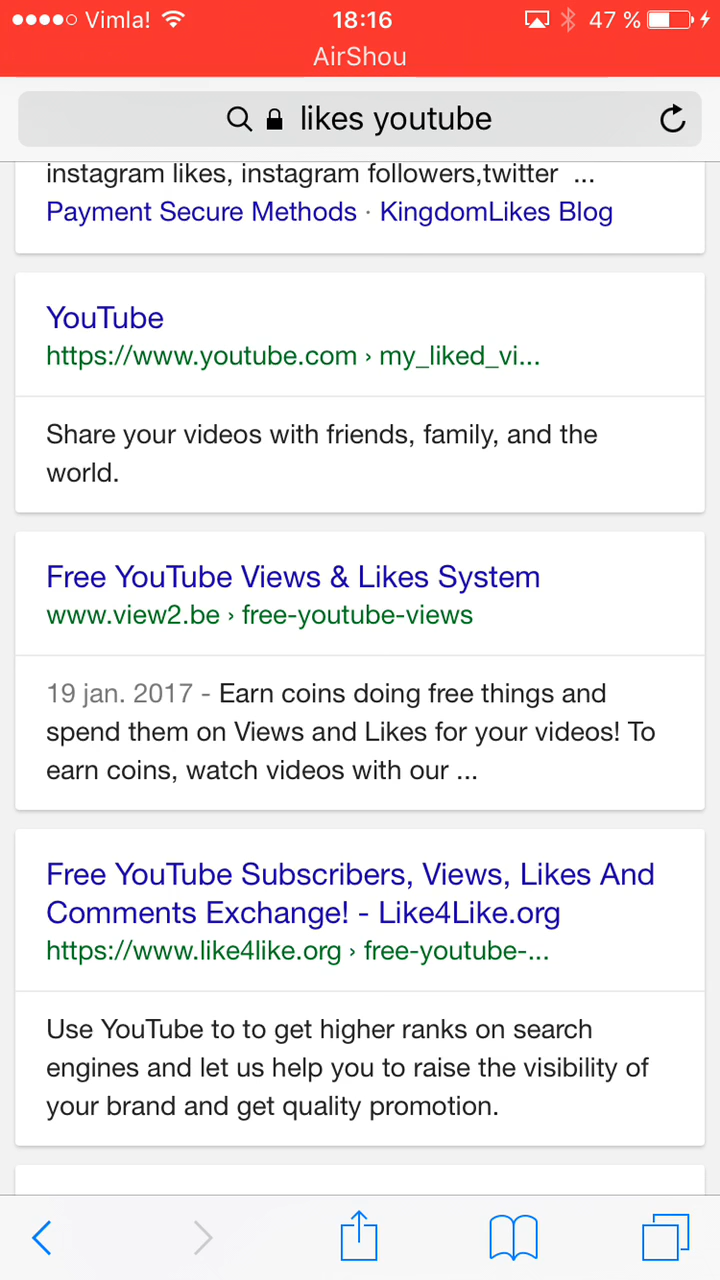 Vimla! 18:16 47 %
AirShou
likes youtube
instagram likes, instagram followers,twitter ...
Payment Secure Methods · KingdomLikes Blog
YouTube
https://www.youtube.com › my_liked_vi...
Share your videos with friends, family, and the
world.
Free YouTube Views & Likes System
www.view2.be › free-youtube-views
19 jan. 2017 - Earn coins doing free things and
spend them on Views and Likes for your videos! To
earn coins, watch videos with our ...
Free YouTube Subscribers, Views, Likes And
Comments Exchange! - Like4Like.org
https://www.like4like.org › free-youtube-...
Use YouTube to to get higher ranks on search
engines and let us help you to raise the visibility of
your brand and get quality promotion.